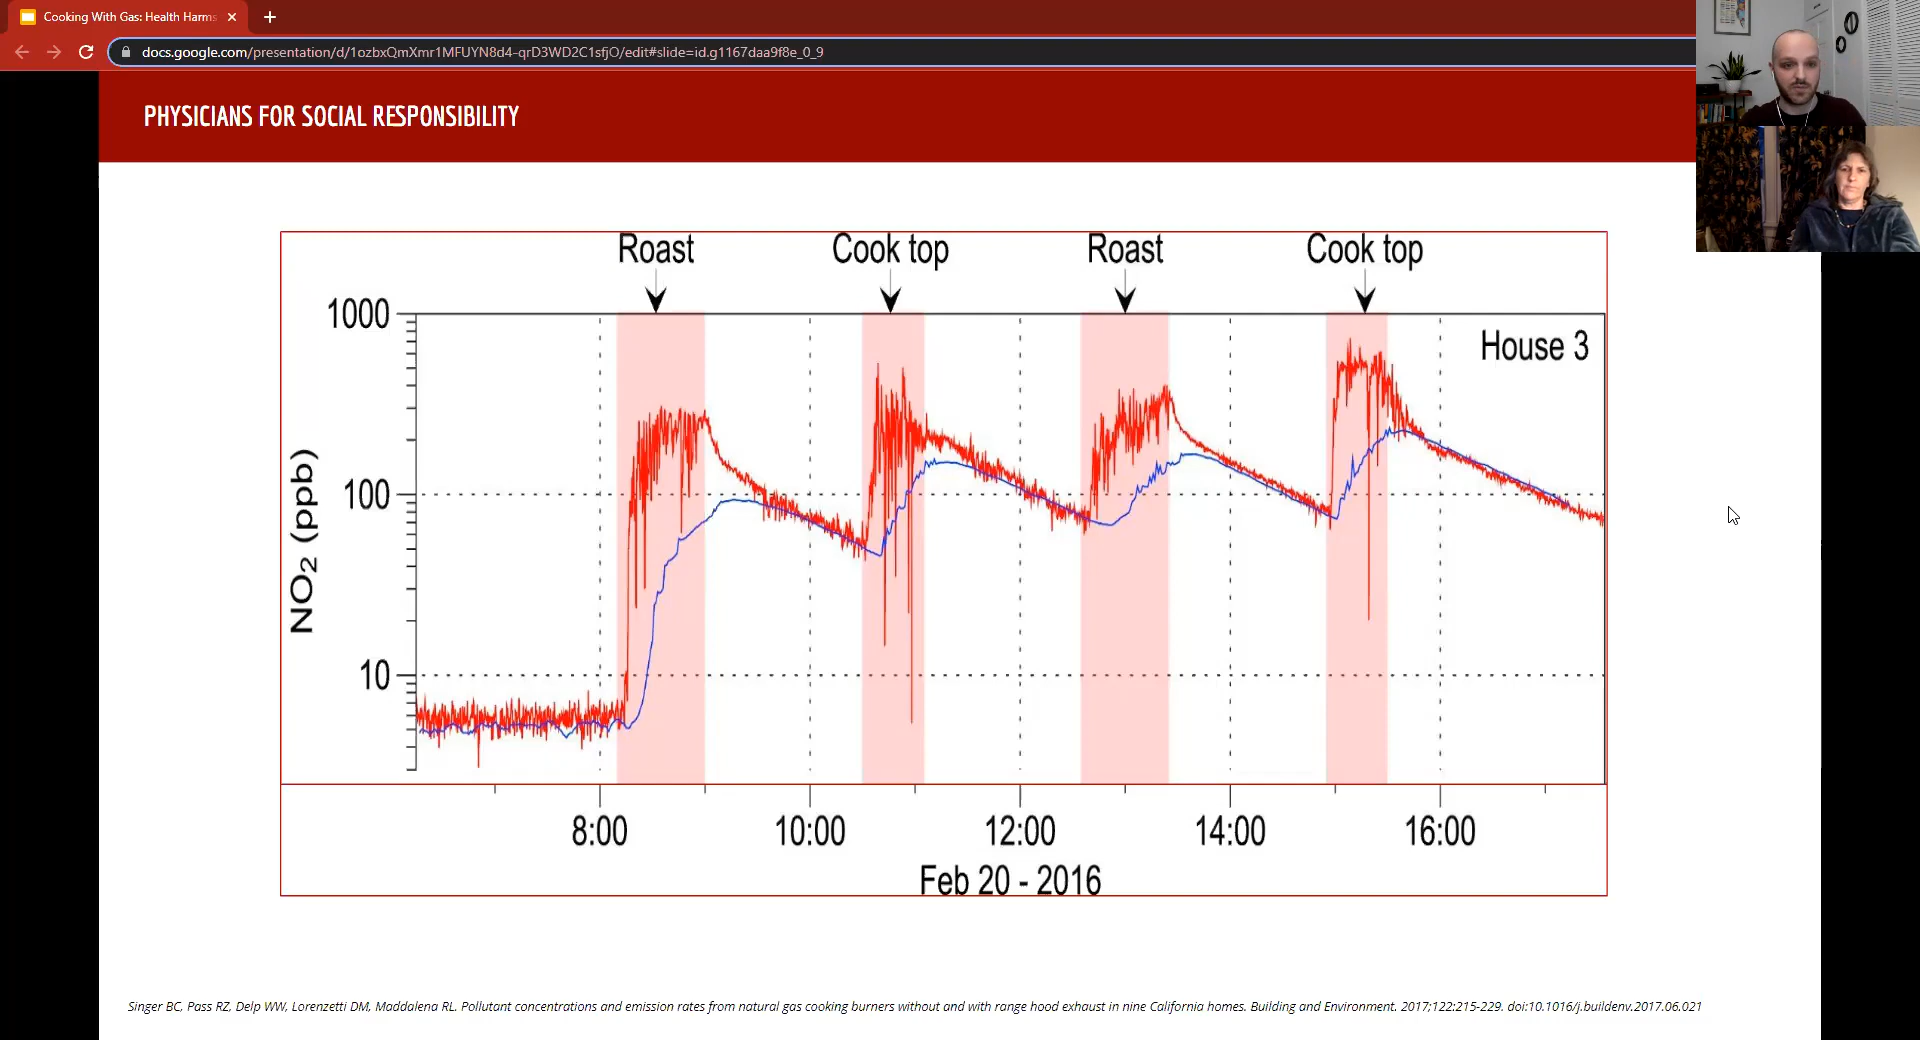 Cooking With Gas: Health Harms
docs.google.com/presentation/d/1ozbxQmXmr1MFUYN8d4-qrD3WD2C1sfjO/edit#slide=id.g1167daa9f8e_0_9
PHYSICIANS FOR SOCIAL RESPONSIBILITY
Roast
Cook top
Roast
Cook top
House 3
1000
100
10
NO2 (ppb)
8:00
10:00
12:00
14:00
16:00
Feb 20 - 2016
Singer BC, Pass RZ, Delp WW, Lorenzetti DM, Maddalena RL. Pollutant concentrations and emission rates from natural gas cooking burners without and with range hood exhaust in nine California homes. Building and Environment. 2017;122:215-229. doi:10.1016/j.buildenv.2017.06.021